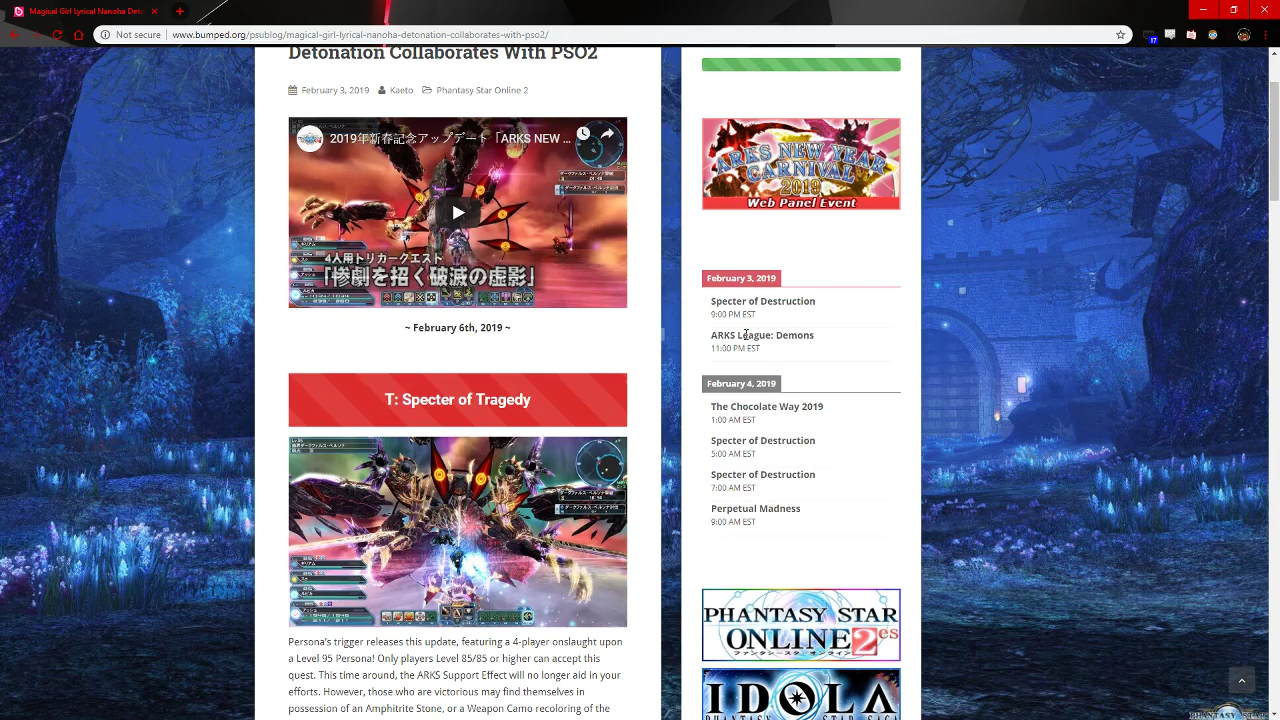 Magical Girl Lyrical Nanoha Deto
Not secure
www.bumped.org/psublog/magical-girl-lyrical-nanoha-detonation-collaborates-with-pso2/
17
Detonation Collaborates With PSO2
February 3, 2019 Kaeto Phantasy Star Online 2
2019年新春記念アップデート「ARKS NEW ...
4人用トリガークエスト
「惨劇を招く破滅の虚影」
~ February 6th, 2019 ~
T: Specter of Tragedy
Persona's trigger releases this update, featuring a 4-player onslaught upon
a Level 95 Persona! Only players Level 85/85 or higher can accept this
quest. This time around, the ARKS Support Effect will no longer aid in your
efforts. However, those who are victorious may find themselves in
possession of an Amphitrite Stone, or a Weapon Camo recoloring of the
ARKS NEW YEAR
CARNIVAL
2019
Web Panel Event
February 3, 2019
Specter of Destruction
9:00 PM EST
ARKS League: Demons
11:00 PM EST
February 4, 2019
The Chocolate Way 2019
1:00 AM EST
Specter of Destruction
5:00 AM EST
Specter of Destruction
7:00 AM EST
Perpetual Madness
9:00 AM EST
PHANTASY STAR
ONLINE 2 es
ファンタシースターオンライン
IDOLA
PHANTASY STAR SAGA
PHANTASY STAR